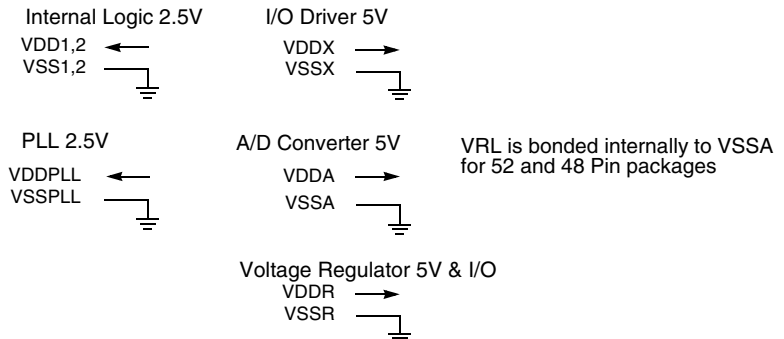 Internal Logic 2.5V
VDD1,2
VSS1,2
I/O Driver 5V
VDDX
VSSX
PLL 2.5V
VDDPLL
VSSPLL
A/D Converter 5V
VDDA
VSSA
VRL is bonded internally to VSSA
for 52 and 48 Pin packages
Voltage Regulator 5V & I/O
VDDR
VSSR